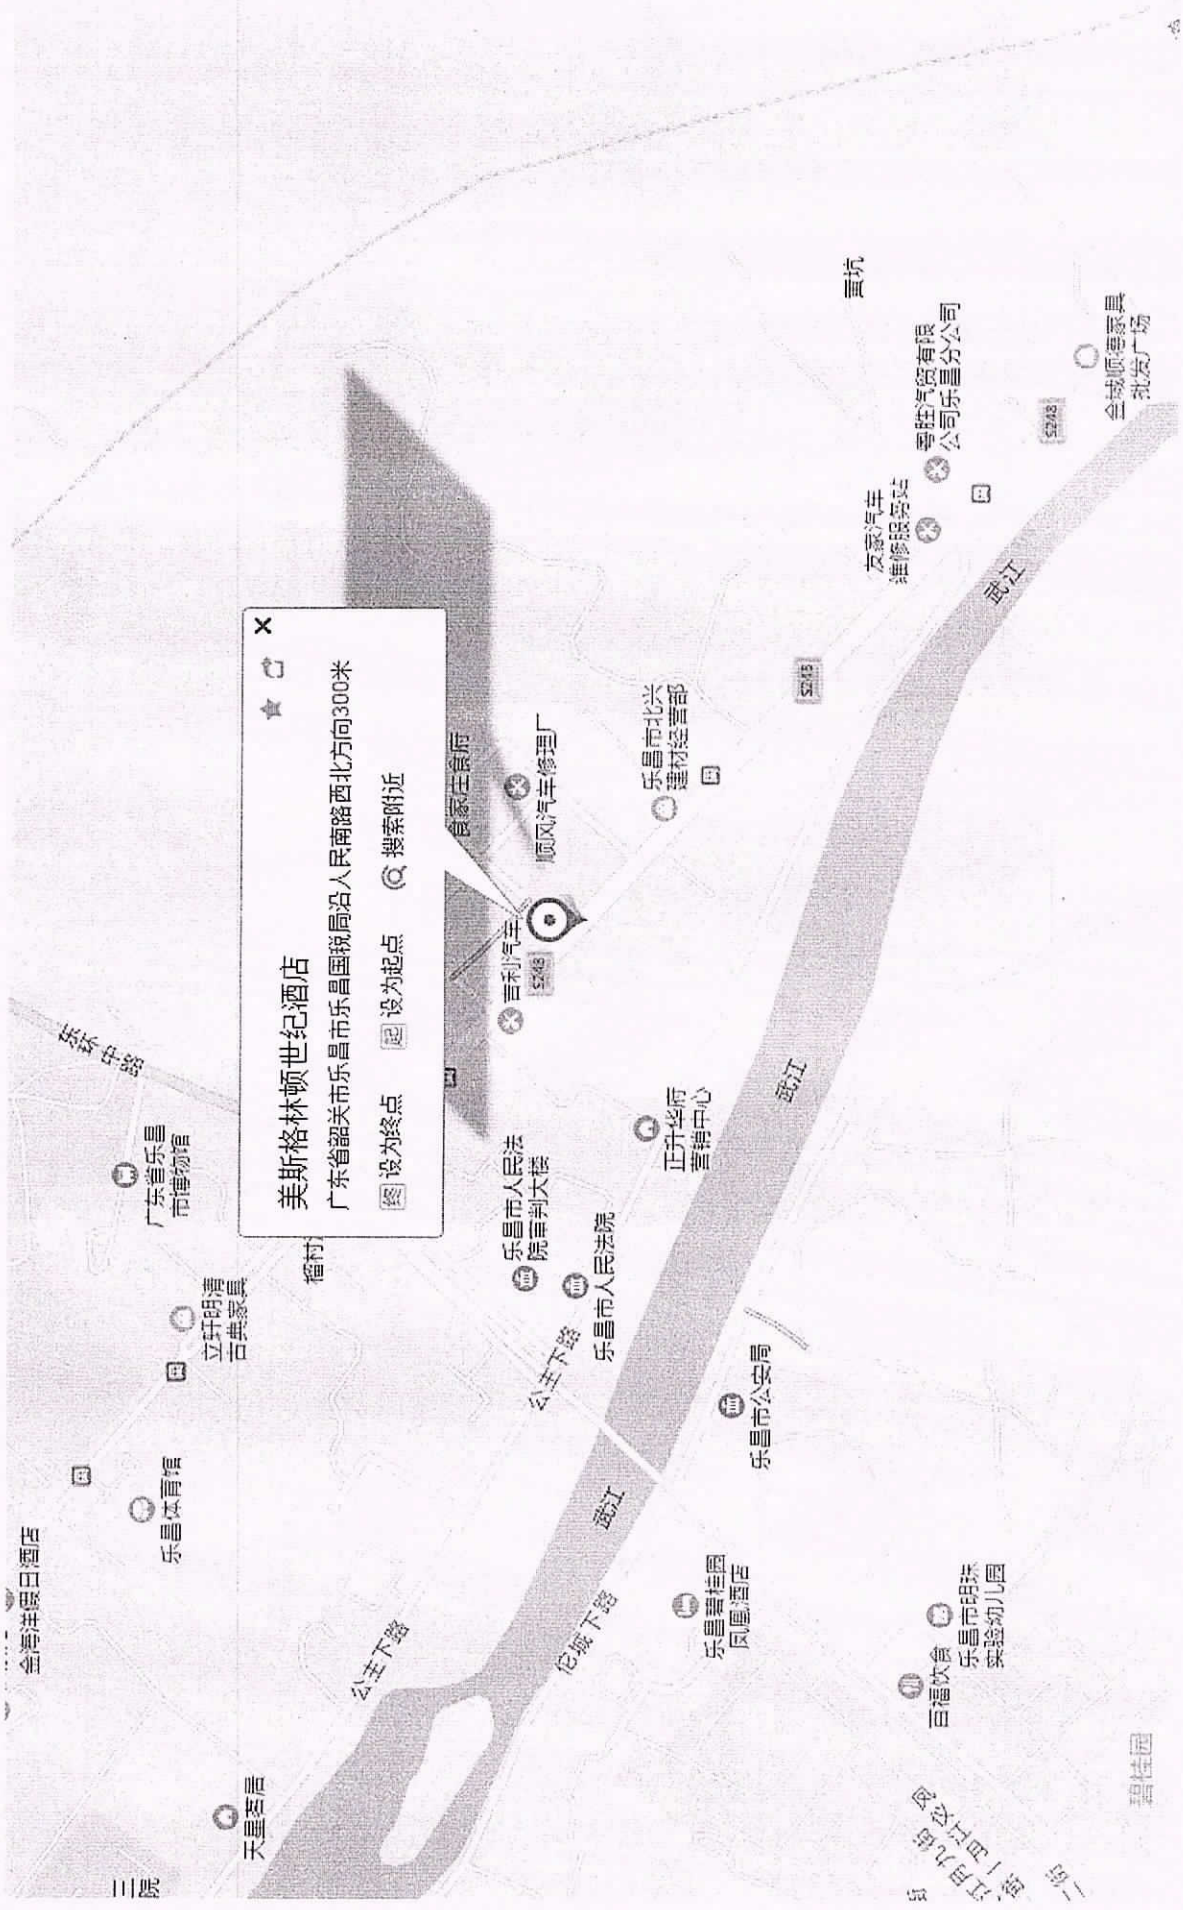 金海洋假日酒店
三院
天星茗居
乐昌体育馆
立轩明清
古典家具
广东省乐昌
市博物馆
东环中路
榴村
美斯格林顿世纪酒店
广东省韶关市乐昌市乐昌国税局沿人民南路西北方向300米
终 设为终点
起 设为起点
搜索附近
食家庄食府
顺风汽车修理厂
吉利汽车
S248
乐昌市人民法
院审判大楼
乐昌市人民法院
公主下路
公主下路
正升华府
营销中心
乐昌市北兴
建材经营部
S248
友家汽车
维修服务站
粤胜汽贸有限
公司乐昌分公司
S248
金城顺德家具
批发广场
武江
武江
武江
佗城下路
乐昌市公安局
乐昌碧桂园
凤凰酒店
百福饮食
乐昌市明珠
实验幼儿园
碧桂园